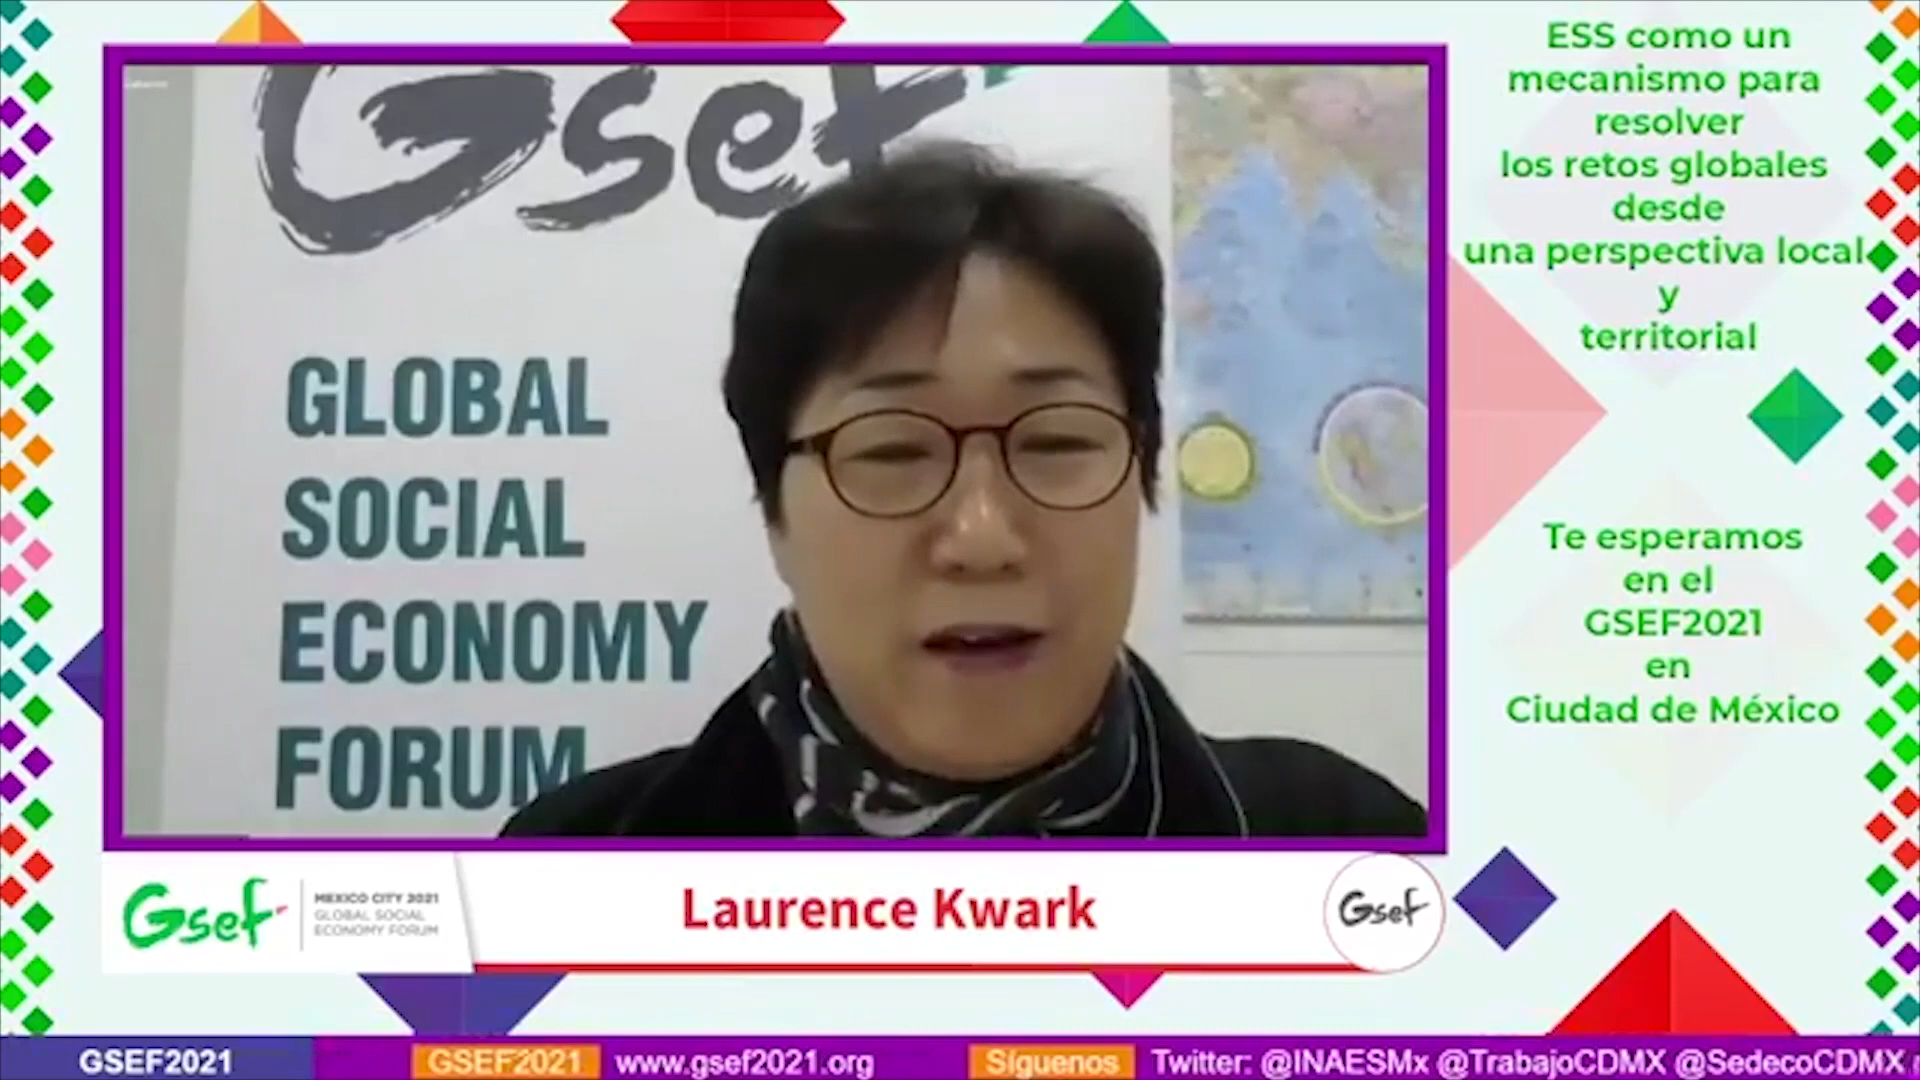 ESS como un
mecanismo para
resolver
los retos globales
desde
una perspectiva local
y
territorial
Gsef
GLOBAL
SOCIAL
ECONOMY
FORUM
Te esperamos
en el
GSEF2021
en
Ciudad de México
Gsef
MEXICO CITY 2021
GLOBAL SOCIAL
ECONOMY FORUM
Laurence Kwark
Gsef
GSEF2021 GSEF2021 www.gsef2021.org Síguenos Twitter: @INAESMx @TrabajoCDMX @SedecoCDMX